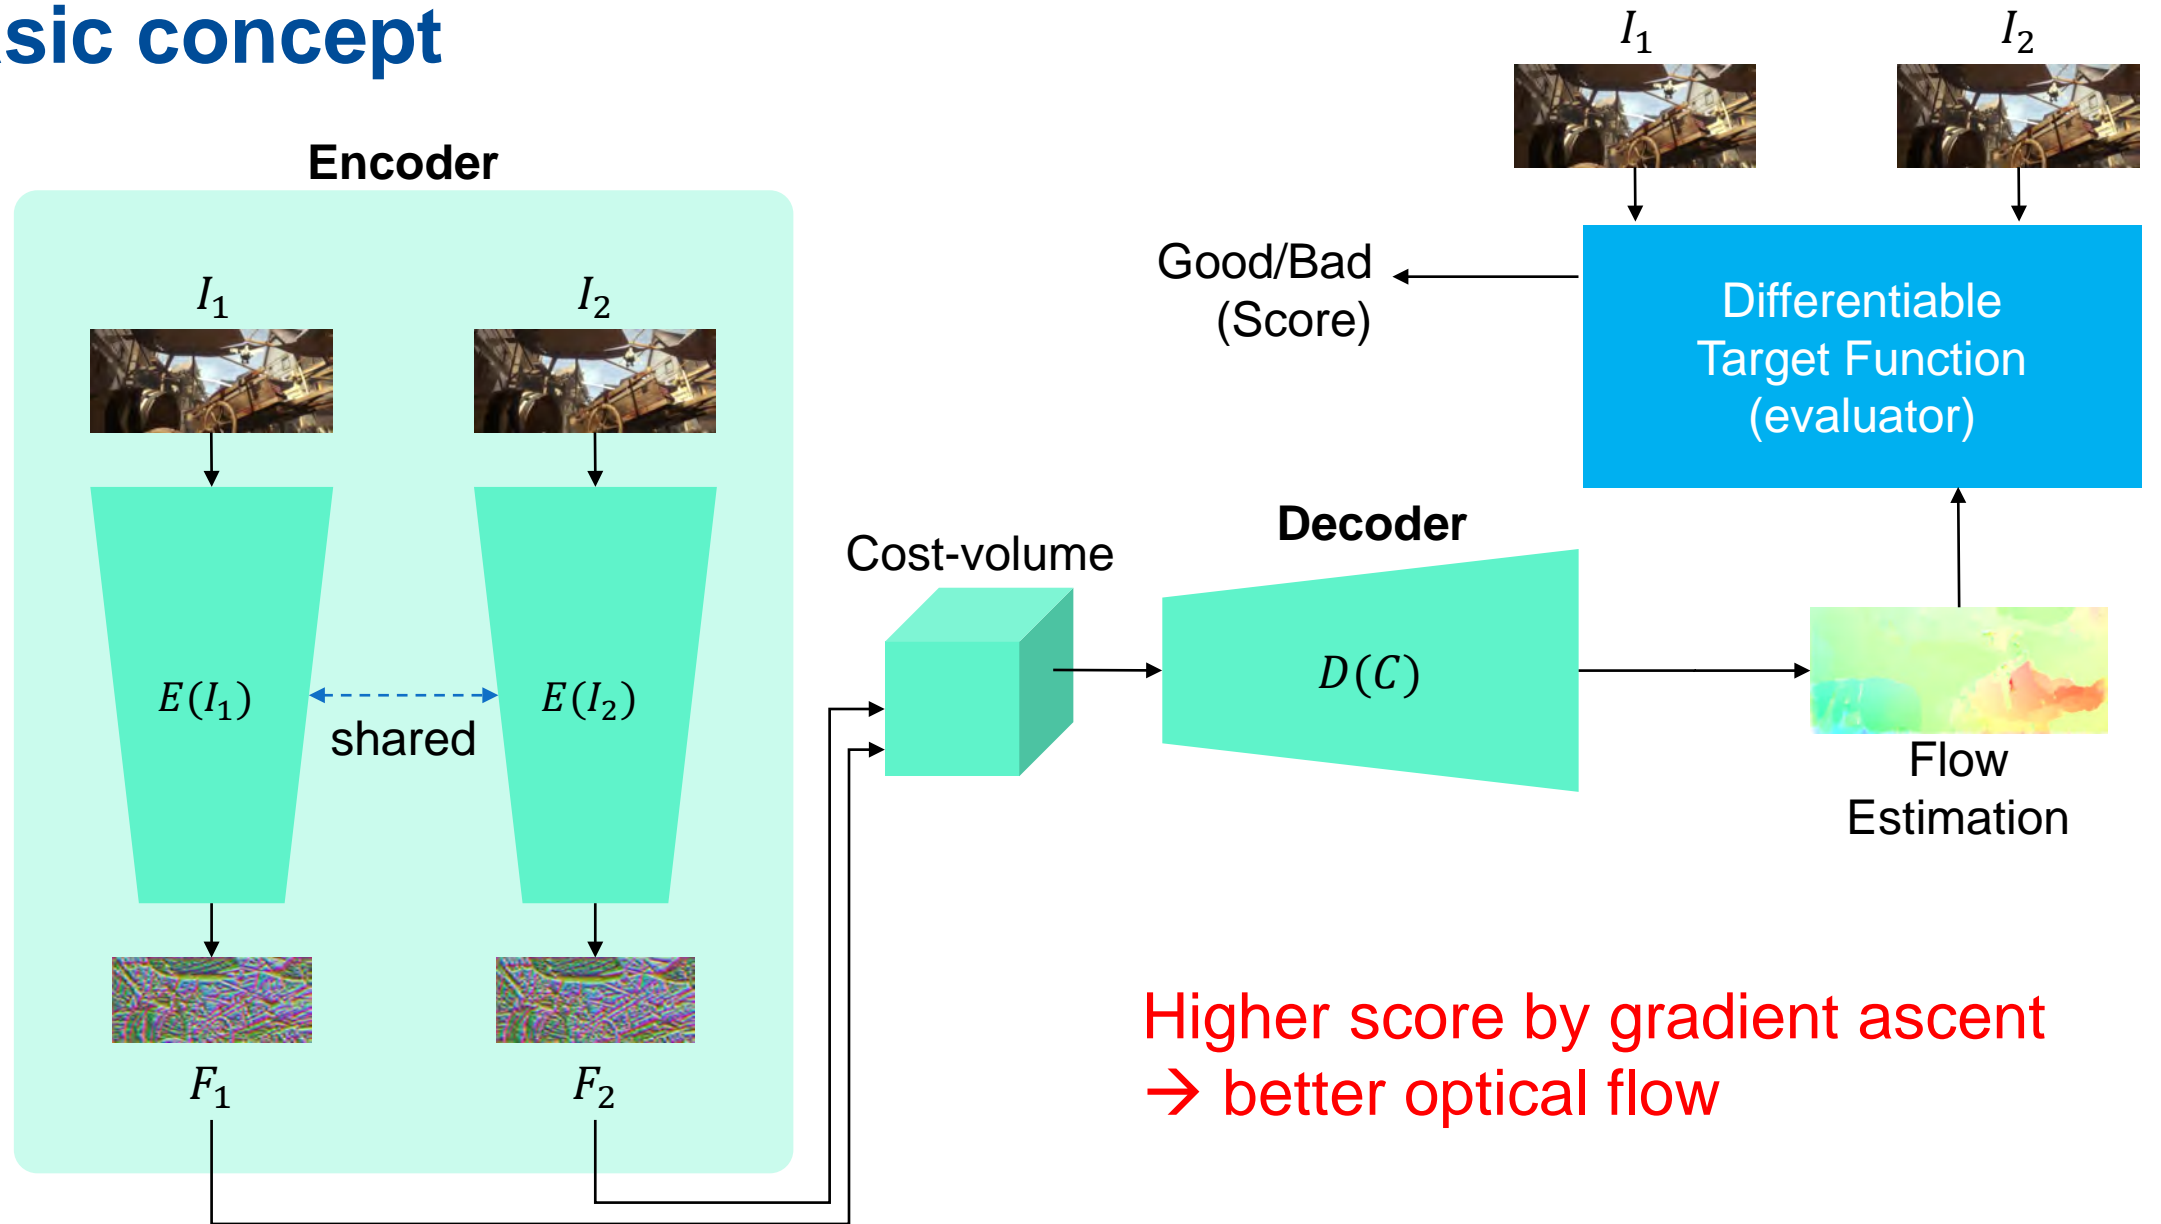 sic concept
Encoder
I₁
I₂
E(I₁)
E(I₂)
shared
F₁
F₂
Cost-volume
Decoder
D(C)
I₁
I₂
Good/Bad
(Score)
Differentiable
Target Function
(evaluator)
Flow
Estimation
Higher score by gradient ascent
→ better optical flow